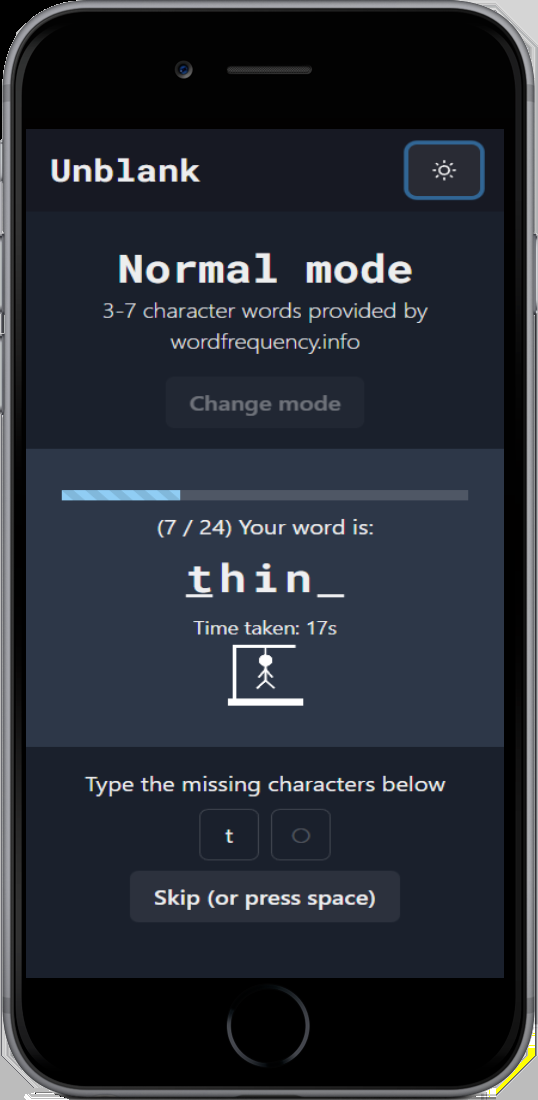 Unblank
Normal mode
3-7 character words provided by
wordfrequency.info
Change mode
(7 / 24) Your word is:
thin_
Time taken: 17s
Type the missing characters below
t
Skip (or press space)